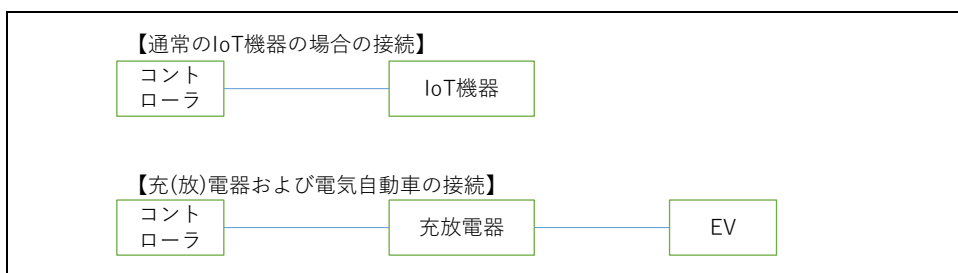 【通常のIoT機器の場合の接続】
コント
ローラ
IoT機器
【充(放)電器および電気自動車の接続】
コント
ローラ
充放電器
EV